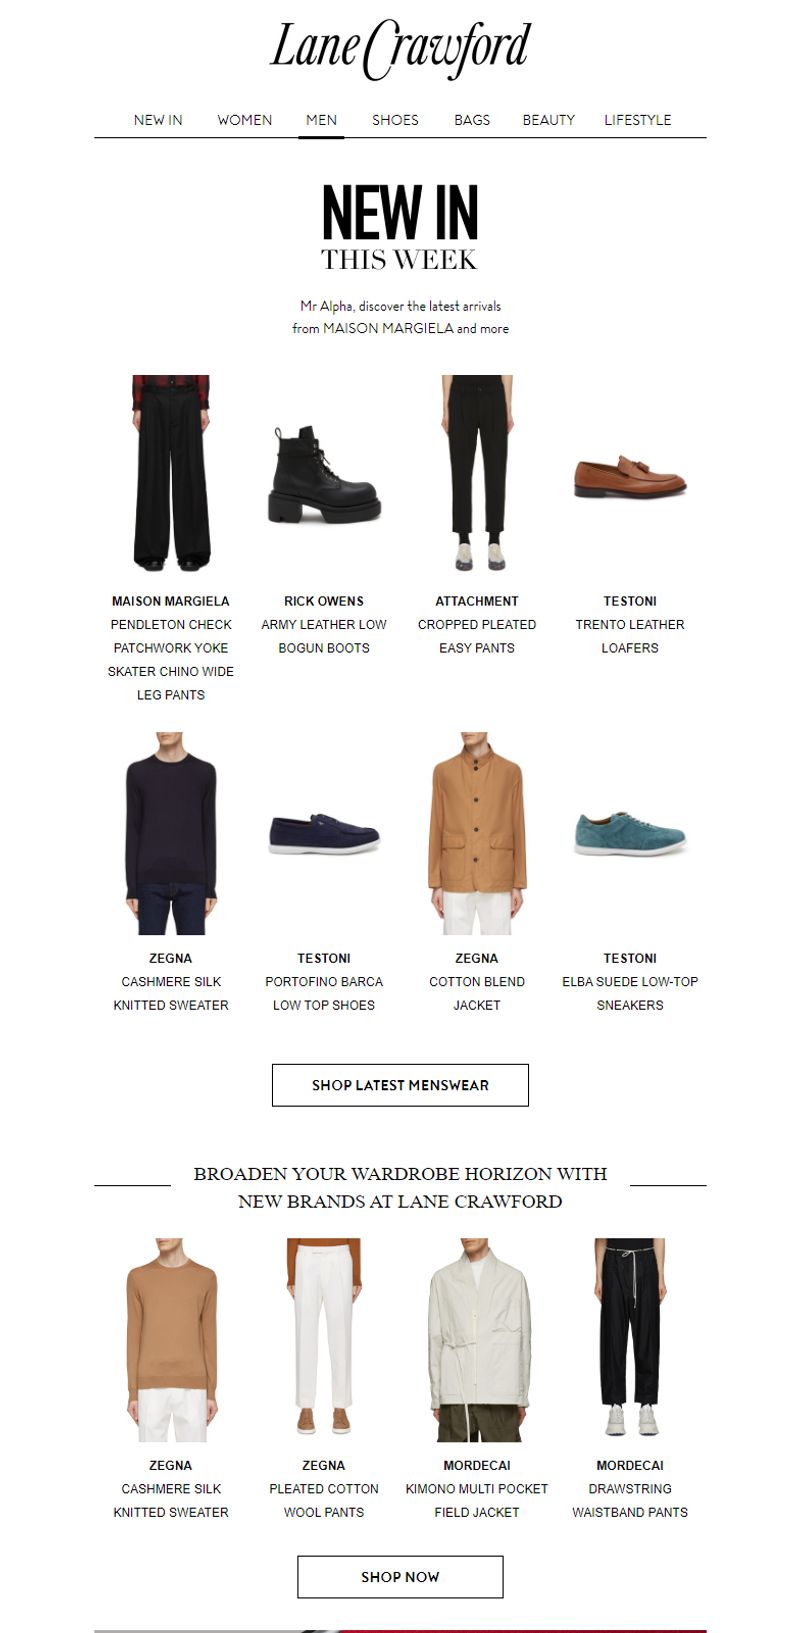 Lane Crawford
NEW IN WOMEN MEN SHOES BAGS BEAUTY LIFESTYLE
NEW IN
THIS WEEK
Mr Alpha, discover the latest arrivals
from MAISON MARGIELA and more
MAISON MARGIELA
PENDLETON CHECK
PATCHWORK YOKE
SKATER CHINO WIDE
LEG PANTS
RICK OWENS
ARMY LEATHER LOW
BOGUN BOOTS
ATTACHMENT
CROPPED PLEATED
EASY PANTS
TESTONI
TRENTO LEATHER
LOAFERS
ZEGNA
CASHMERE SILK
KNITTED SWEATER
TESTONI
PORTOFINO BARCA
LOW TOP SHOES
ZEGNA
COTTON BLEND
JACKET
TESTONI
ELBA SUEDE LOW-TOP
SNEAKERS
SHOP LATEST MENSWEAR
BROADEN YOUR WARDROBE HORIZON WITH
NEW BRANDS AT LANE CRAWFORD
ZEGNA
CASHMERE SILK
KNITTED SWEATER
ZEGNA
PLEATED COTTON
WOOL PANTS
MORDECAI
KIMONO MULTI POCKET
FIELD JACKET
MORDECAI
DRAWSTRING
WAISTBAND PANTS
SHOP NOW